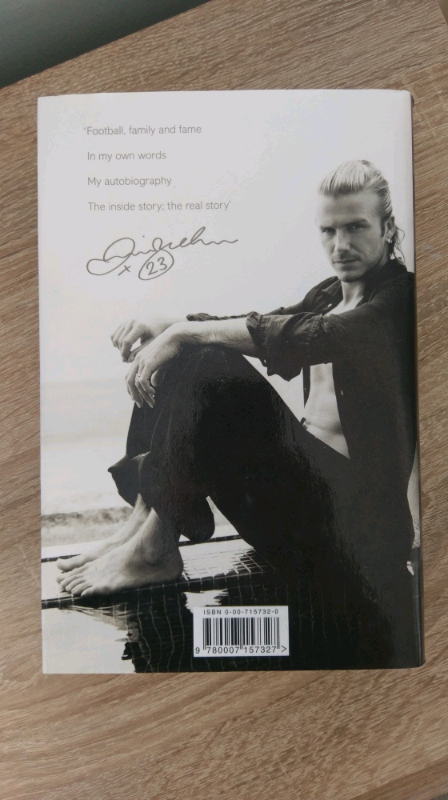 'Football, family and fame
In my own words
My autobiography
The inside story; the real story'
23
ISBN 0-00-715732-0
9 780007 157327 >